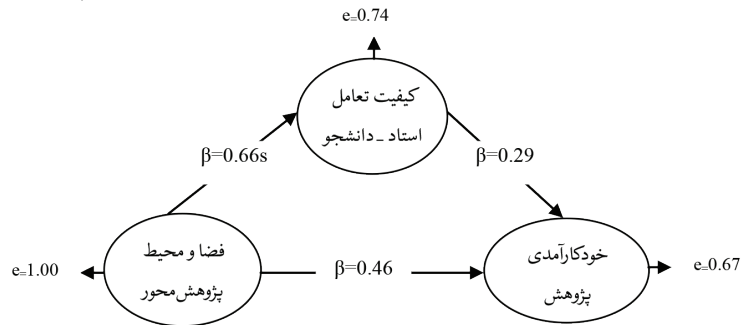 e=0.74
کیفیت تعامل
استاد _ دانشجو
β=0.66s
β=0.29
فضا و محیط
پژوهش‌محور
خودکارآمدی
پژوهش
e=1.00
β=0.46
e=0.67